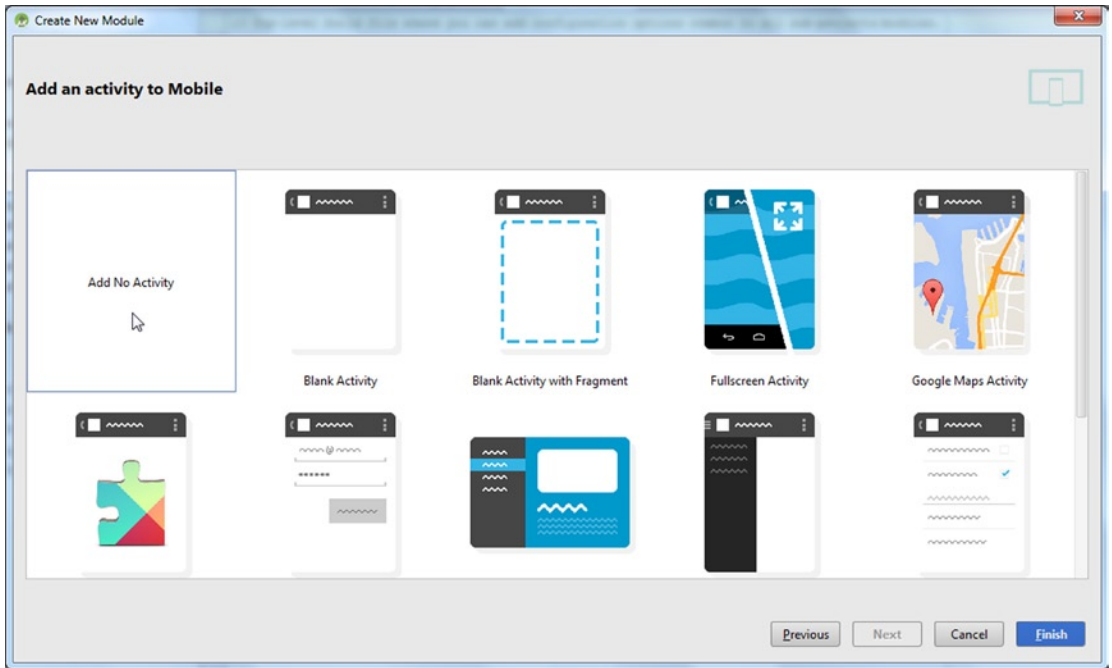 Create New Module
Add an activity to Mobile
Add No Activity
Blank Activity
Blank Activity with Fragment
Fullscreen Activity
Google Maps Activity
Previous
Next
Cancel
Finish